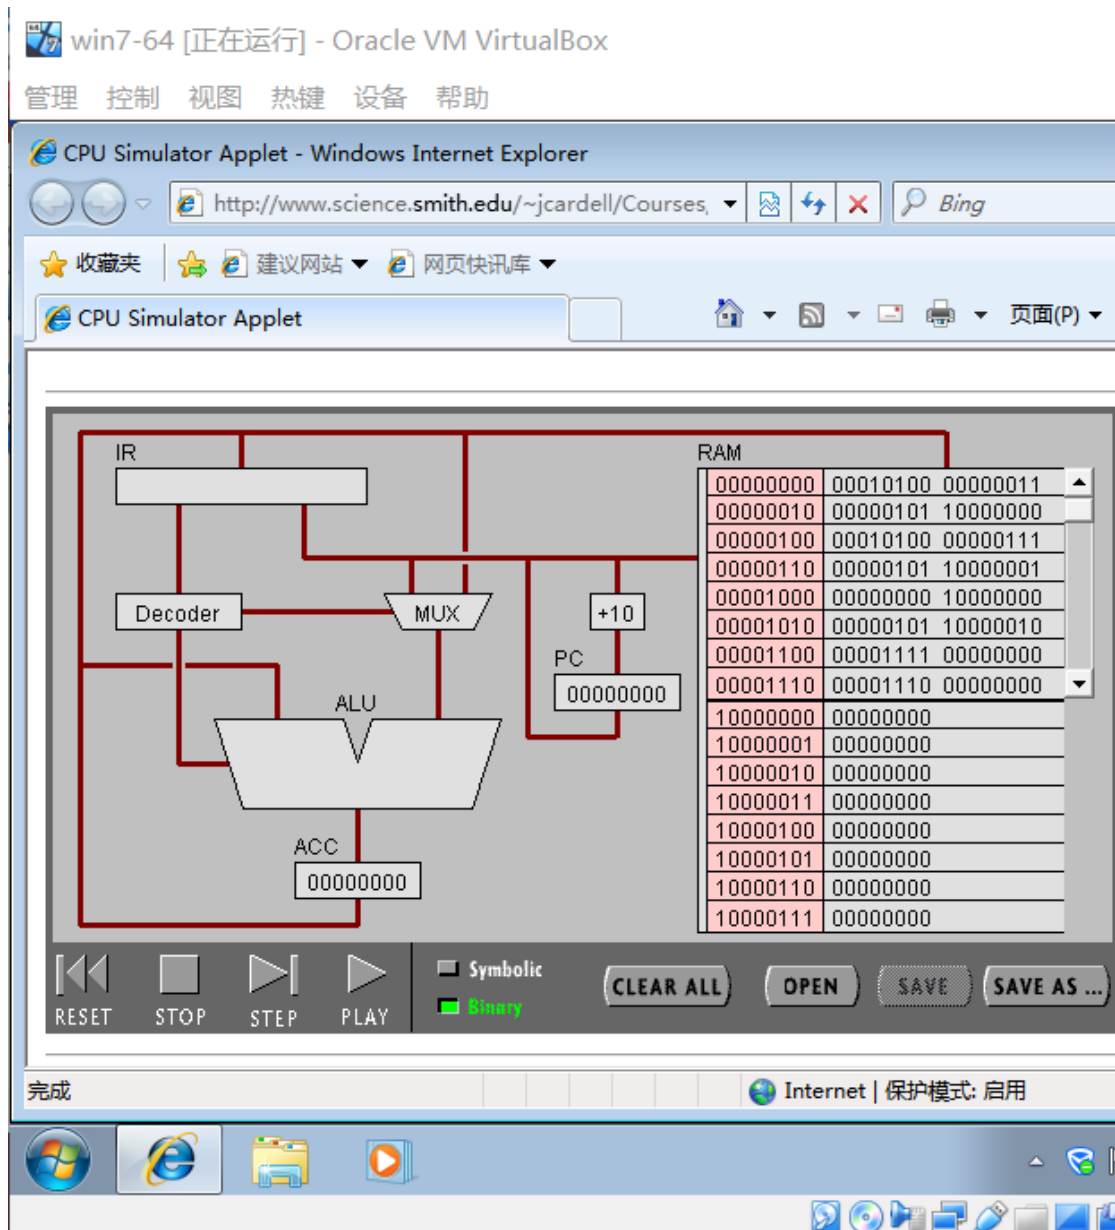 win7-64 [正在运行] - Oracle VM VirtualBox
管理 控制 视图 热键 设备 帮助
CPU Simulator Applet - Windows Internet Explorer
http://www.science.smith.edu/~jcardell/Courses, Bing
收藏夹 建议网站 网页快讯库
CPU Simulator Applet 页面(P)
IR
RAM
00000000 00010100 00000011
00000010 00000101 10000000
00000100 00010100 00000111
00000110 00000101 10000001
00001000 00000000 10000000
00001010 00000101 10000010
00001100 00001111 00000000
00001110 00001110 00000000
10000000 00000000
10000001 00000000
10000010 00000000
10000011 00000000
10000100 00000000
10000101 00000000
10000110 00000000
10000111 00000000
Decoder
MUX
+10
PC
00000000
ALU
ACC
00000000
RESET STOP STEP PLAY
Symbolic
Binary
CLEAR ALL OPEN SAVE SAVE AS ...
完成 Internet | 保护模式: 启用